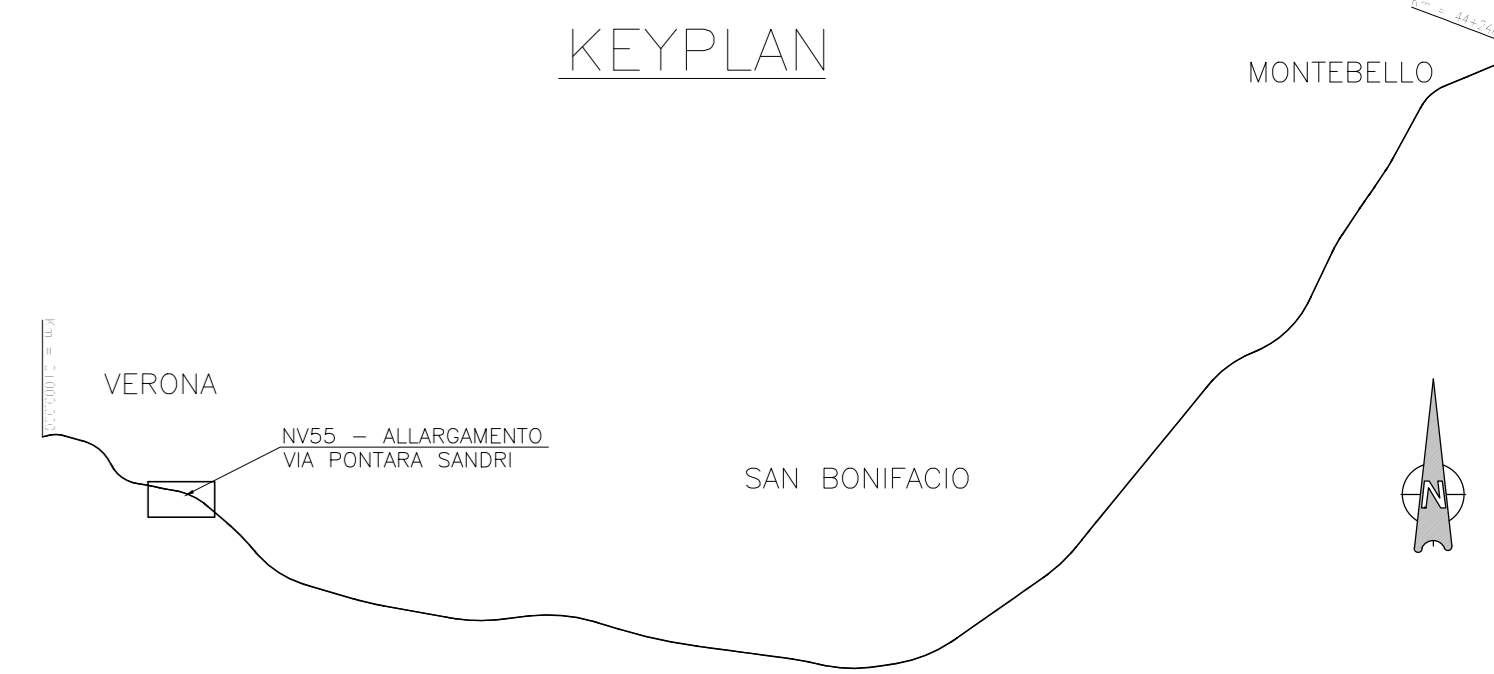 KEYPLAN
MONTEBELLO
VERONA
NV55 – ALLARGAMENTO
VIA PONTARA SANDRI
SAN BONIFACIO
N